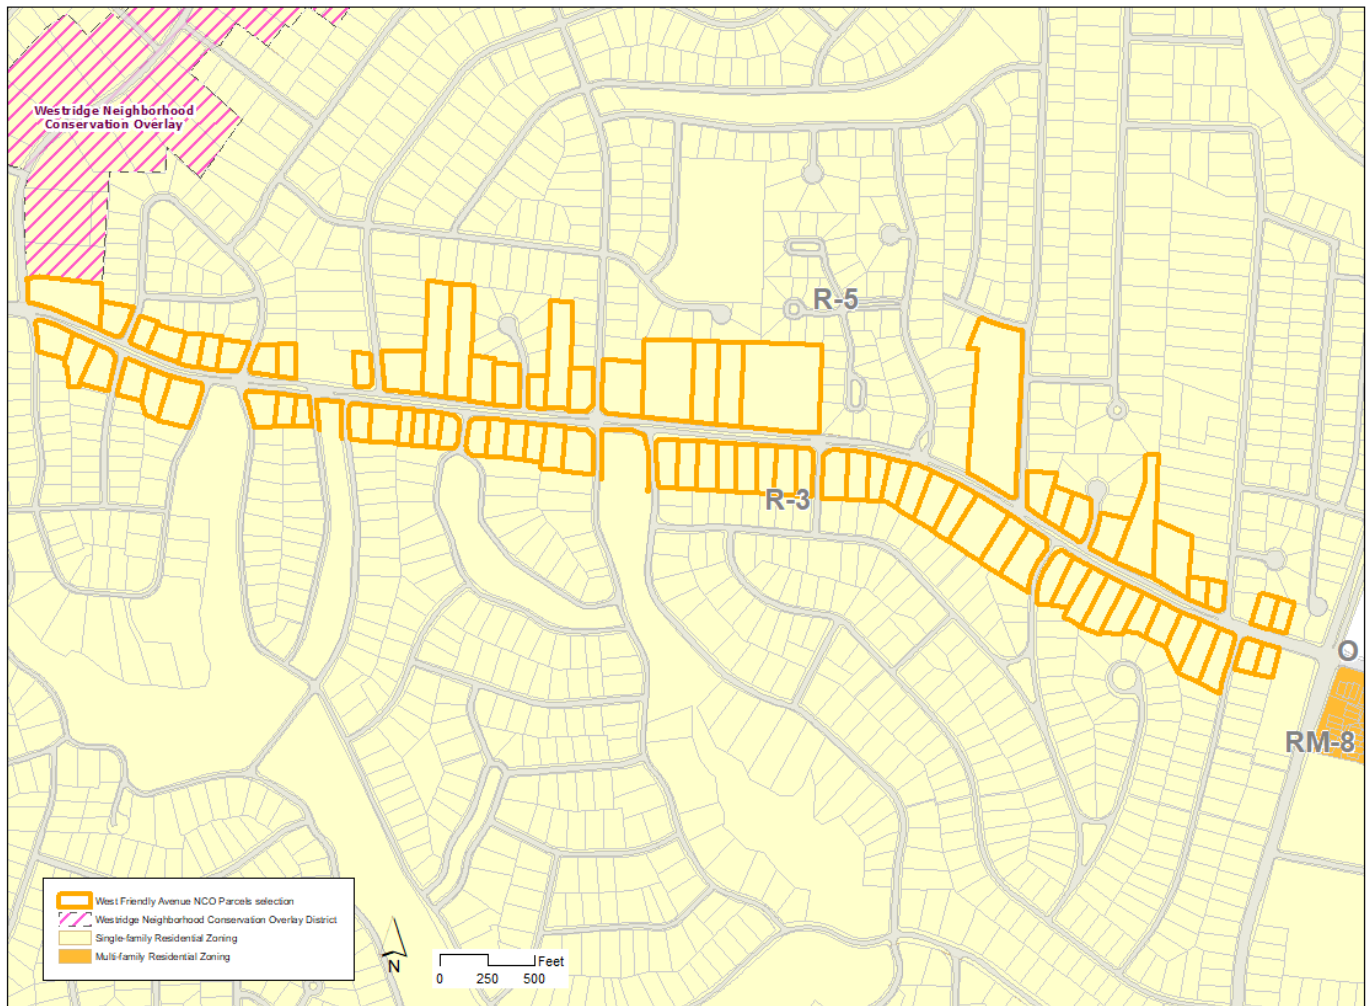 Westridge Neighborhood
Conservation Overlay
R-5
R-3
O
RM-8
West Friendly Avenue NCO Parcels selection
Westridge Neighborhood Conservation Overlay District
Single-family Residential Zoning
Multi-family Residential Zoning
N
Feet
0 250 500